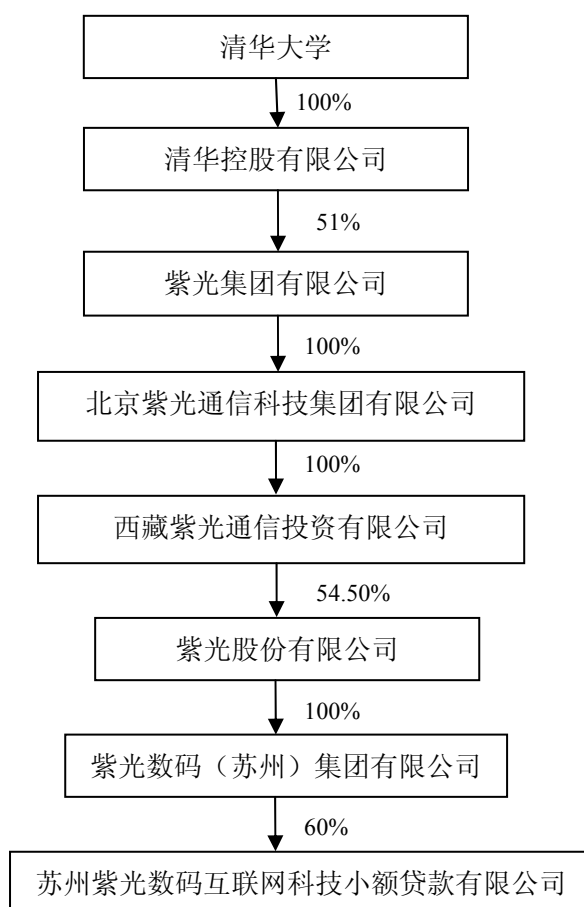 清华大学
100%
清华控股有限公司
51%
紫光集团有限公司
100%
北京紫光通信科技集团有限公司
100%
西藏紫光通信投资有限公司
54.50%
紫光股份有限公司
100%
紫光数码（苏州）集团有限公司
60%
苏州紫光数码互联网科技小额贷款有限公司